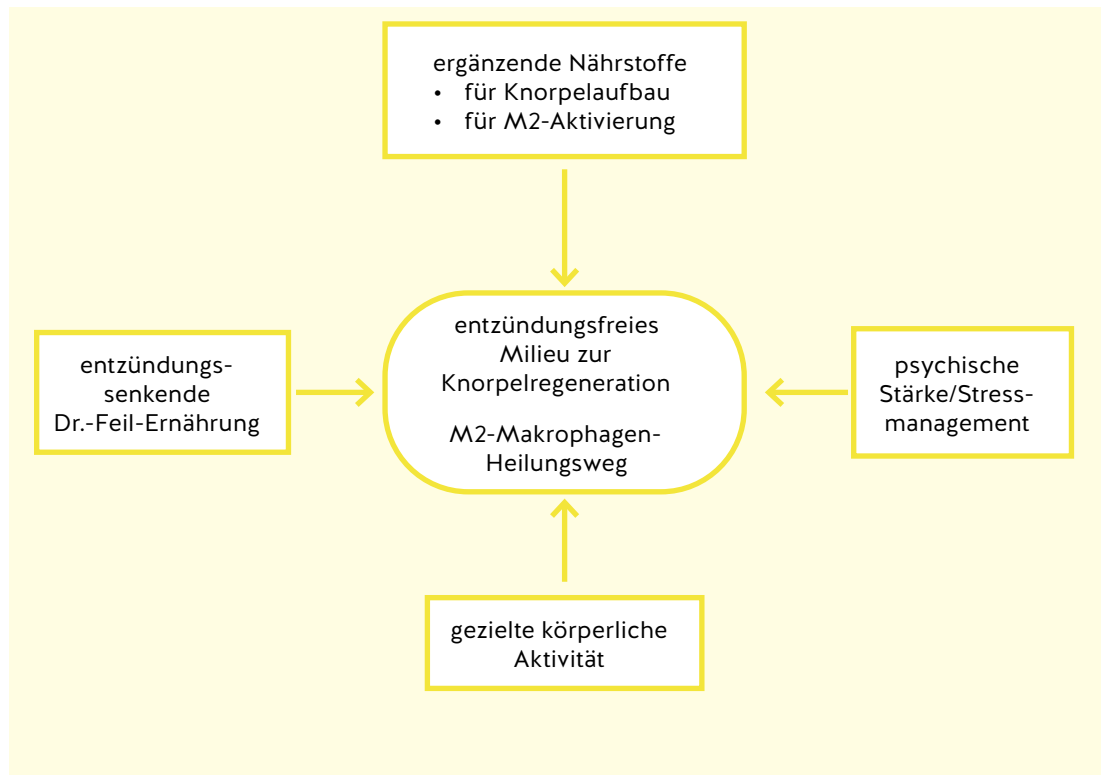 ergänzende Nährstoffe
• für Knorpelaufbau
• für M2-Aktivierung
entzündungs-
senkende
Dr.-Feil-Ernährung
entzündungsfreies
Milieu zur
Knorpelregeneration
M2-Makrophagen-
Heilungsweg
psychische
Stärke/Stress-
management
gezielte körperliche
Aktivität